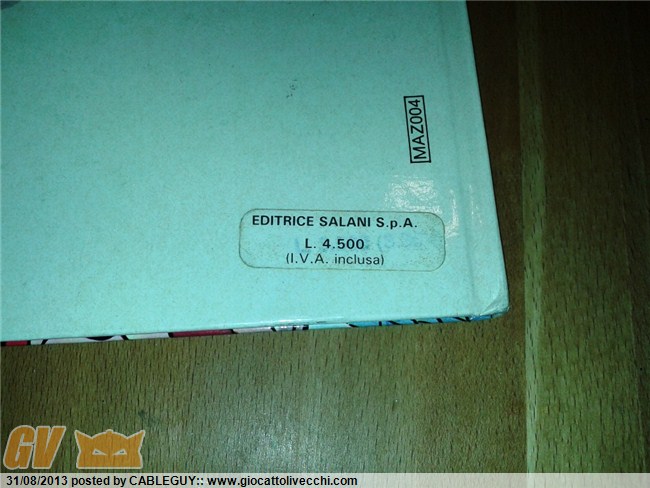 MAZ004
EDITRICE SALANI S.p.A.
L. 4.500
(I.V.A. inclusa)
GV
31/08/2013 posted by CABLEGUY:: www.giocattolivecchi.com